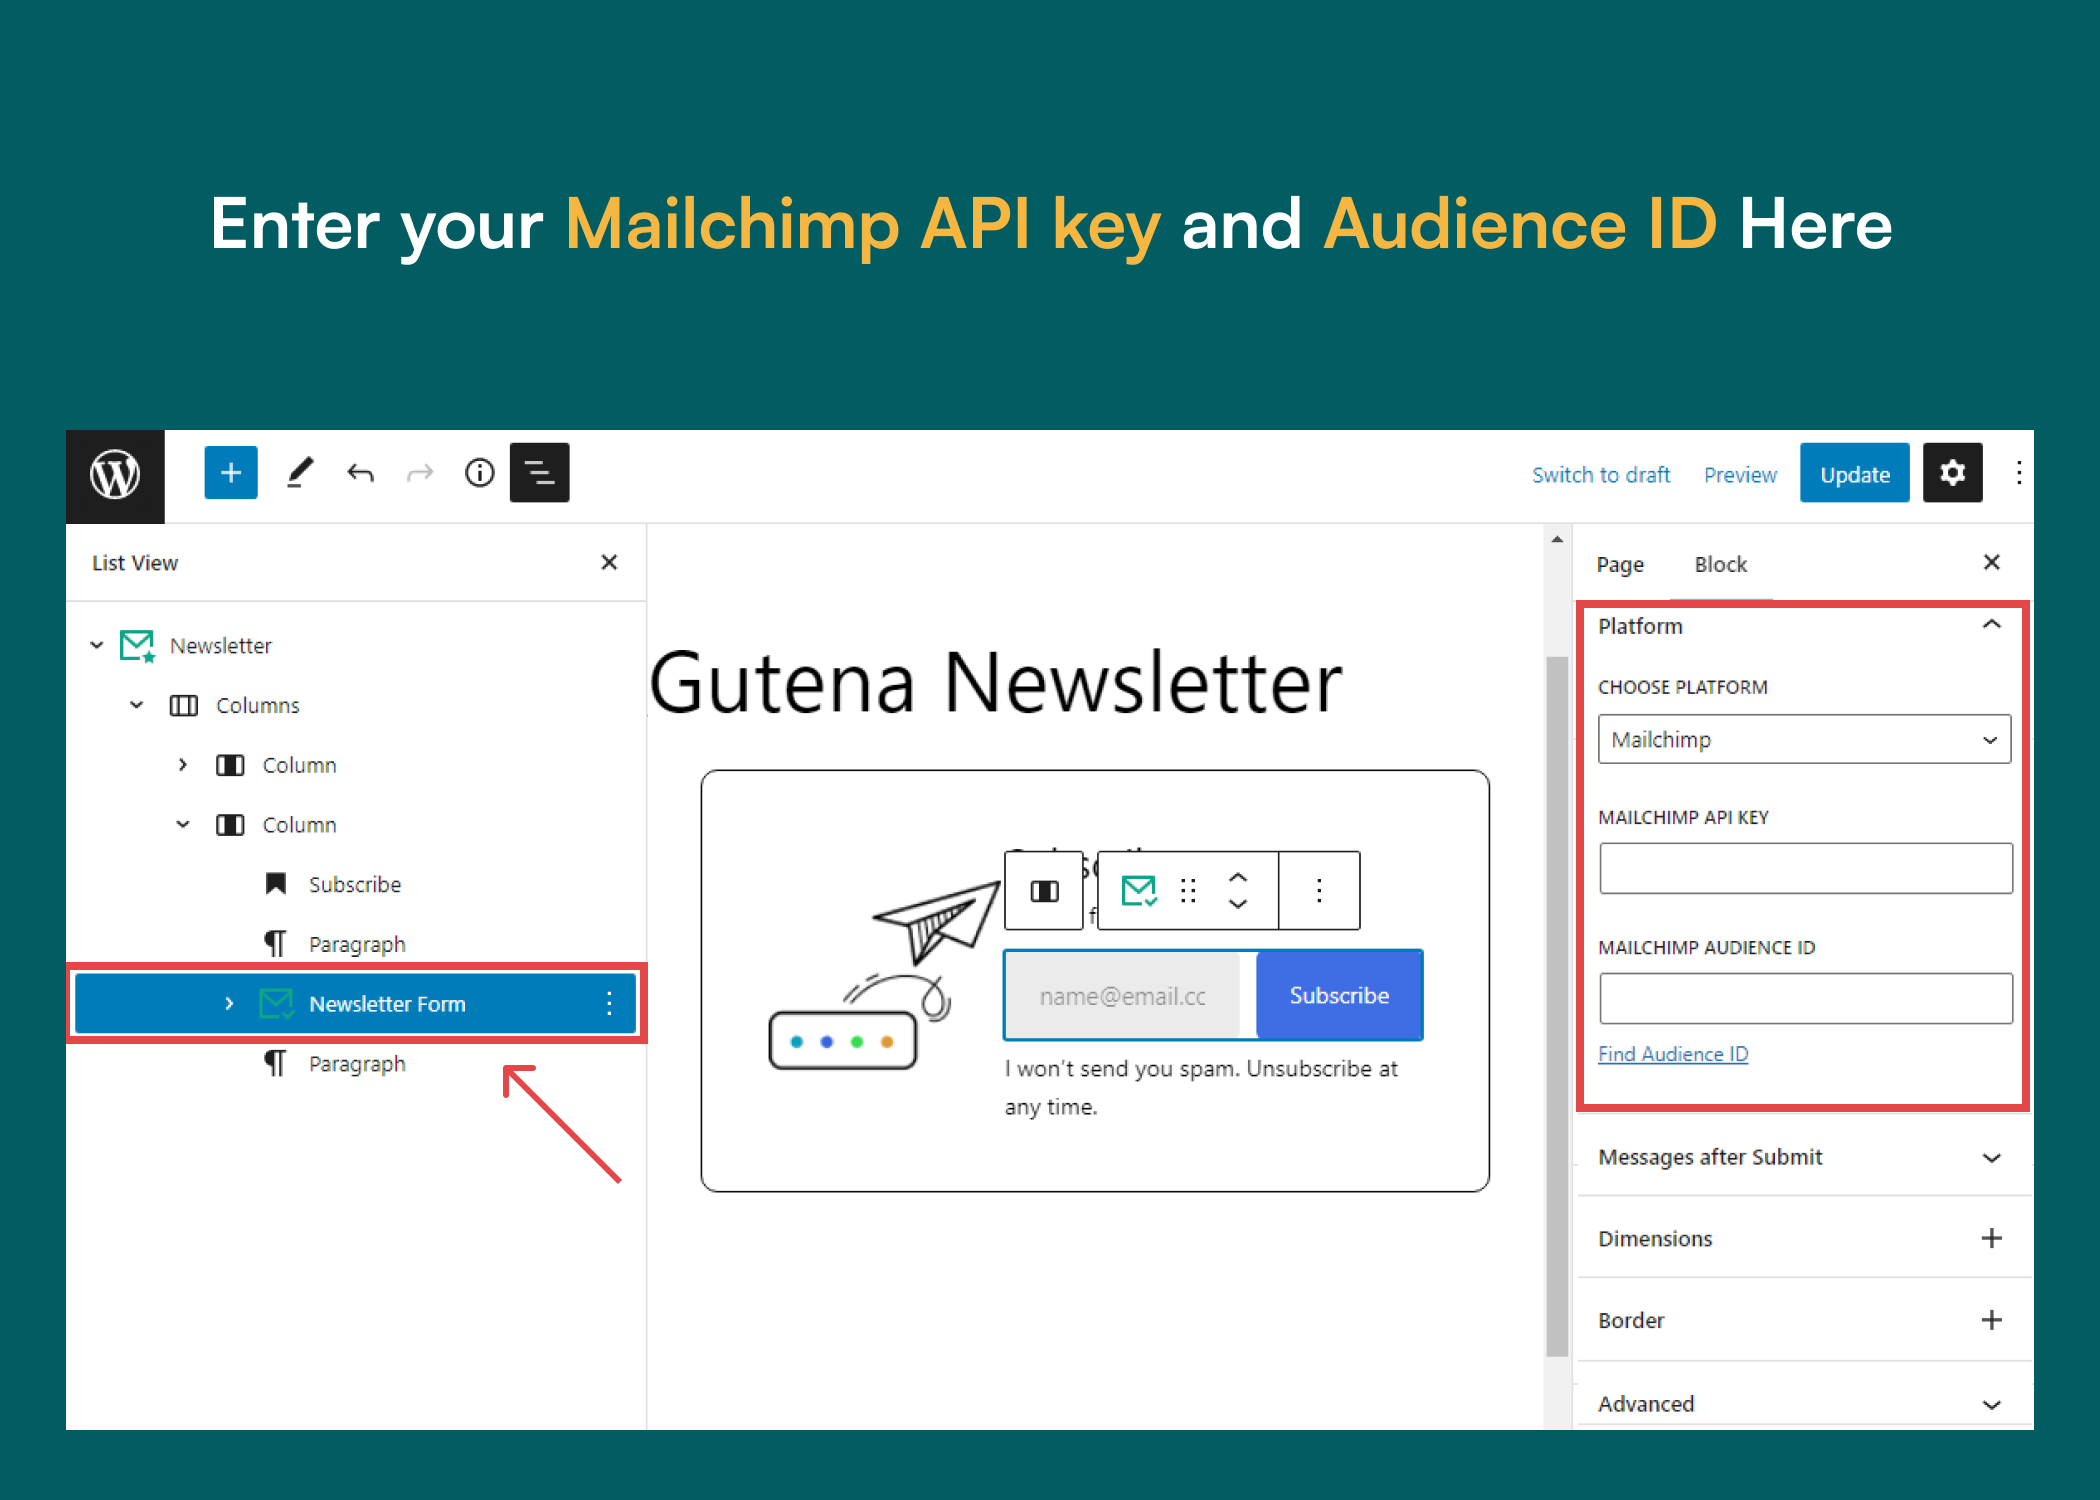 Enter your Mailchimp API key and Audience ID Here
Switch to draft
Preview
Update
List View
Newsletter
Columns
Column
Column
Subscribe
Paragraph
Newsletter Form
Paragraph
Gutena Newsletter
name@email.cc
Subscribe
I won't send you spam. Unsubscribe at
any time.
Page
Block
Platform
CHOOSE PLATFORM
Mailchimp
MAILCHIMP API KEY
MAILCHIMP AUDIENCE ID
Find Audience ID
Messages after Submit
Dimensions
Border
Advanced